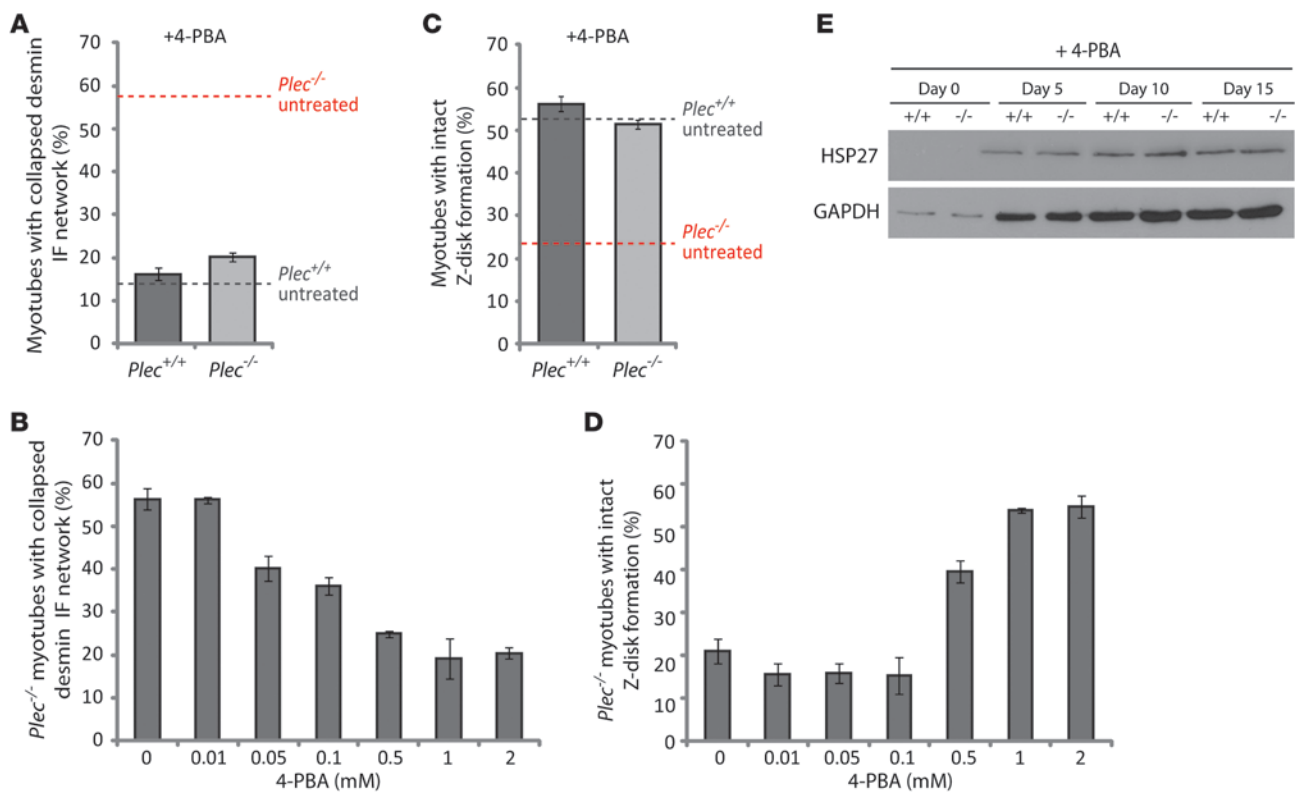 A
+4-PBA
Myotubes with collapsed desmin
IF network (%)
70
60
50
40
30
20
10
0
Plec-/-
untreated
Plec+/+
untreated
Plec+/+
Plec-/-
C
+4-PBA
Myotubes with intact
Z-disk formation (%)
70
60
50
40
30
20
10
0
Plec+/+
untreated
Plec-/-
untreated
Plec+/+
Plec-/-
E
+ 4-PBA
Day 0 Day 5 Day 10 Day 15
+/+ -/- +/+ -/- +/+ -/- +/+ -/-
HSP27
GAPDH
B
Plec-/- myotubes with collapsed
desmin IF network (%)
70
60
50
40
30
20
10
0
0 0.01 0.05 0.1 0.5 1 2
4-PBA (mM)
D
Plec-/- myotubes with intact
Z-disk formation (%)
70
60
50
40
30
20
10
0
0 0.01 0.05 0.1 0.5 1 2
4-PBA (mM)